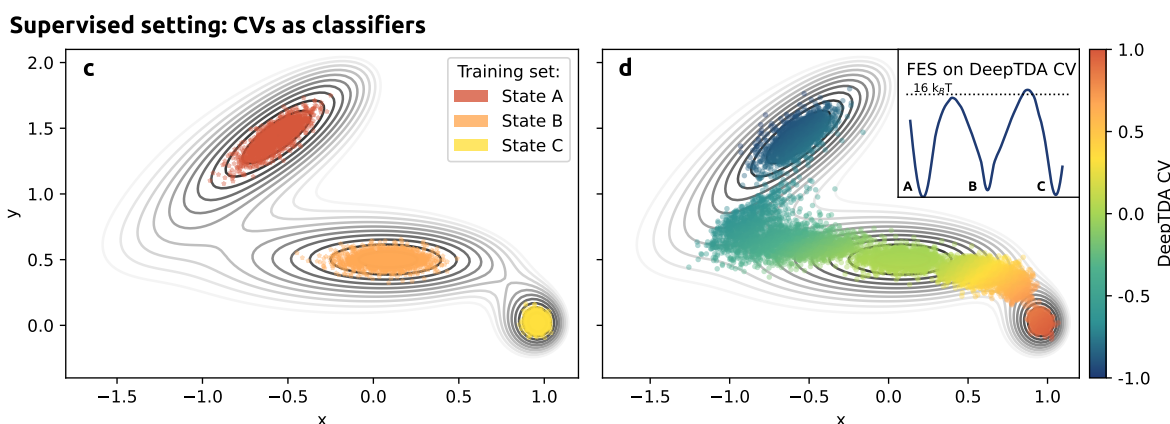 Supervised setting: CVs as classifiers
c
Training set:
State A
State B
State C
2.0
1.5
1.0
0.5
0.0
y
−1.5
−1.0
−0.5
0.0
0.5
1.0
x
d
FES on DeepTDA CV
16 kBT
A
B
C
−1.5
−1.0
−0.5
0.0
0.5
1.0
x
1.0
0.5
0.0
-0.5
-1.0
DeepTDA CV